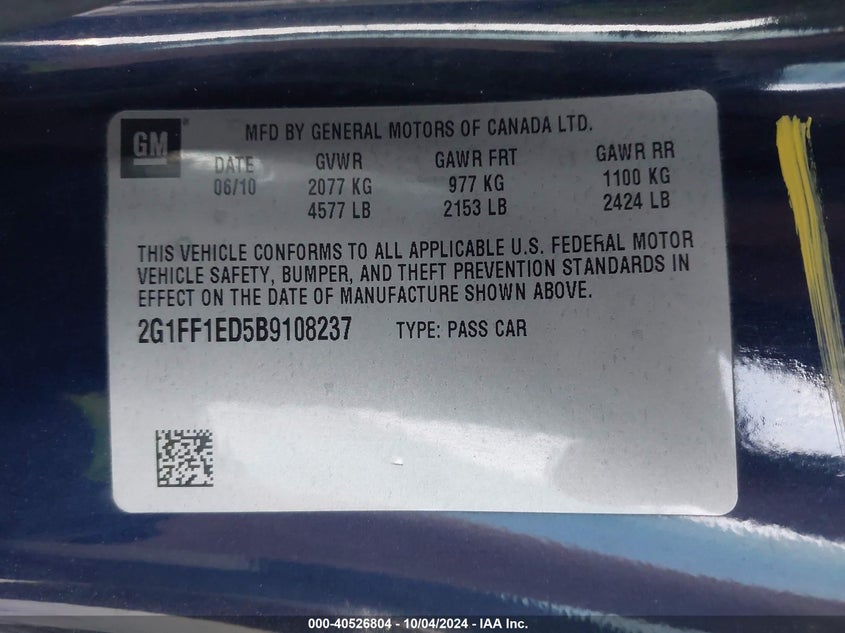 GM
MFD BY GENERAL MOTORS OF CANADA LTD.
DATE GVWR GAWR FRT GAWR RR
06/10 2077 KG 977 KG 1100 KG
4577 LB 2153 LB 2424 LB
THIS VEHICLE CONFORMS TO ALL APPLICABLE U.S. FEDERAL MOTOR
VEHICLE SAFETY, BUMPER, AND THEFT PREVENTION STANDARDS IN
EFFECT ON THE DATE OF MANUFACTURE SHOWN ABOVE.
2G1FF1ED5B9108237 TYPE: PASS CAR
000-40526804 - 10/04/2024 - IAA Inc.